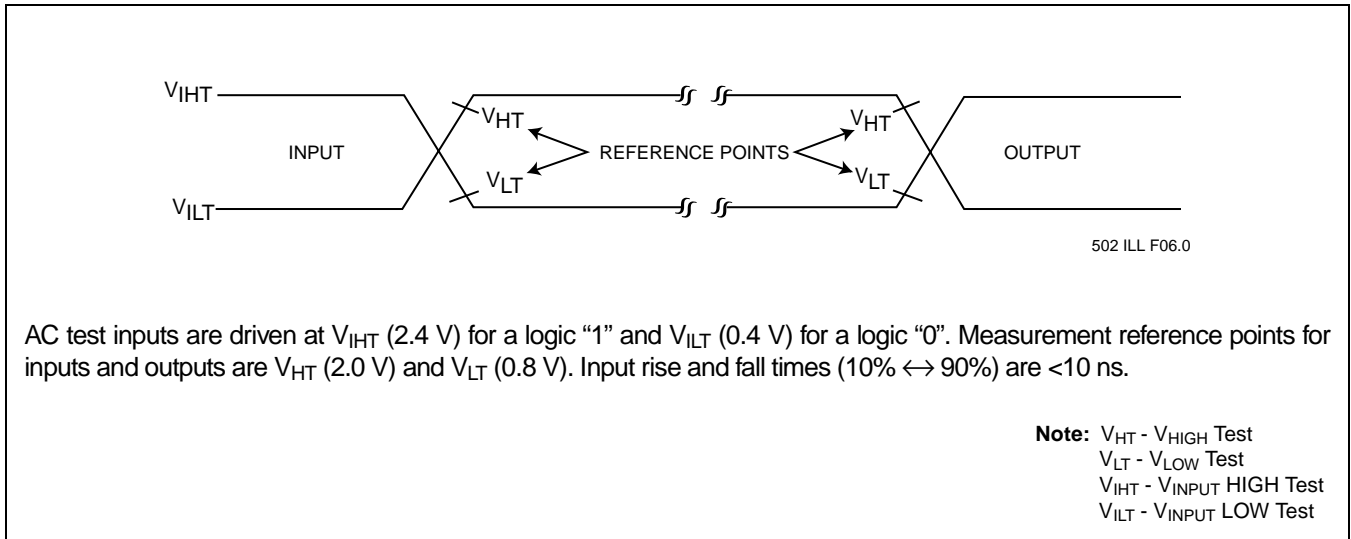 VIHT
VHT
VHT
INPUT
REFERENCE POINTS
OUTPUT
VLT
VLT
VILT
502 ILL F06.0
AC test inputs are driven at VIHT (2.4 V) for a logic “1” and VILT (0.4 V) for a logic “0”. Measurement reference points for
inputs and outputs are VHT (2.0 V) and VLT (0.8 V). Input rise and fall times (10% ↔ 90%) are <10 ns.
Note: VHT - VHIGH Test
VLT - VLOW Test
VIHT - VINPUT HIGH Test
VILT - VINPUT LOW Test